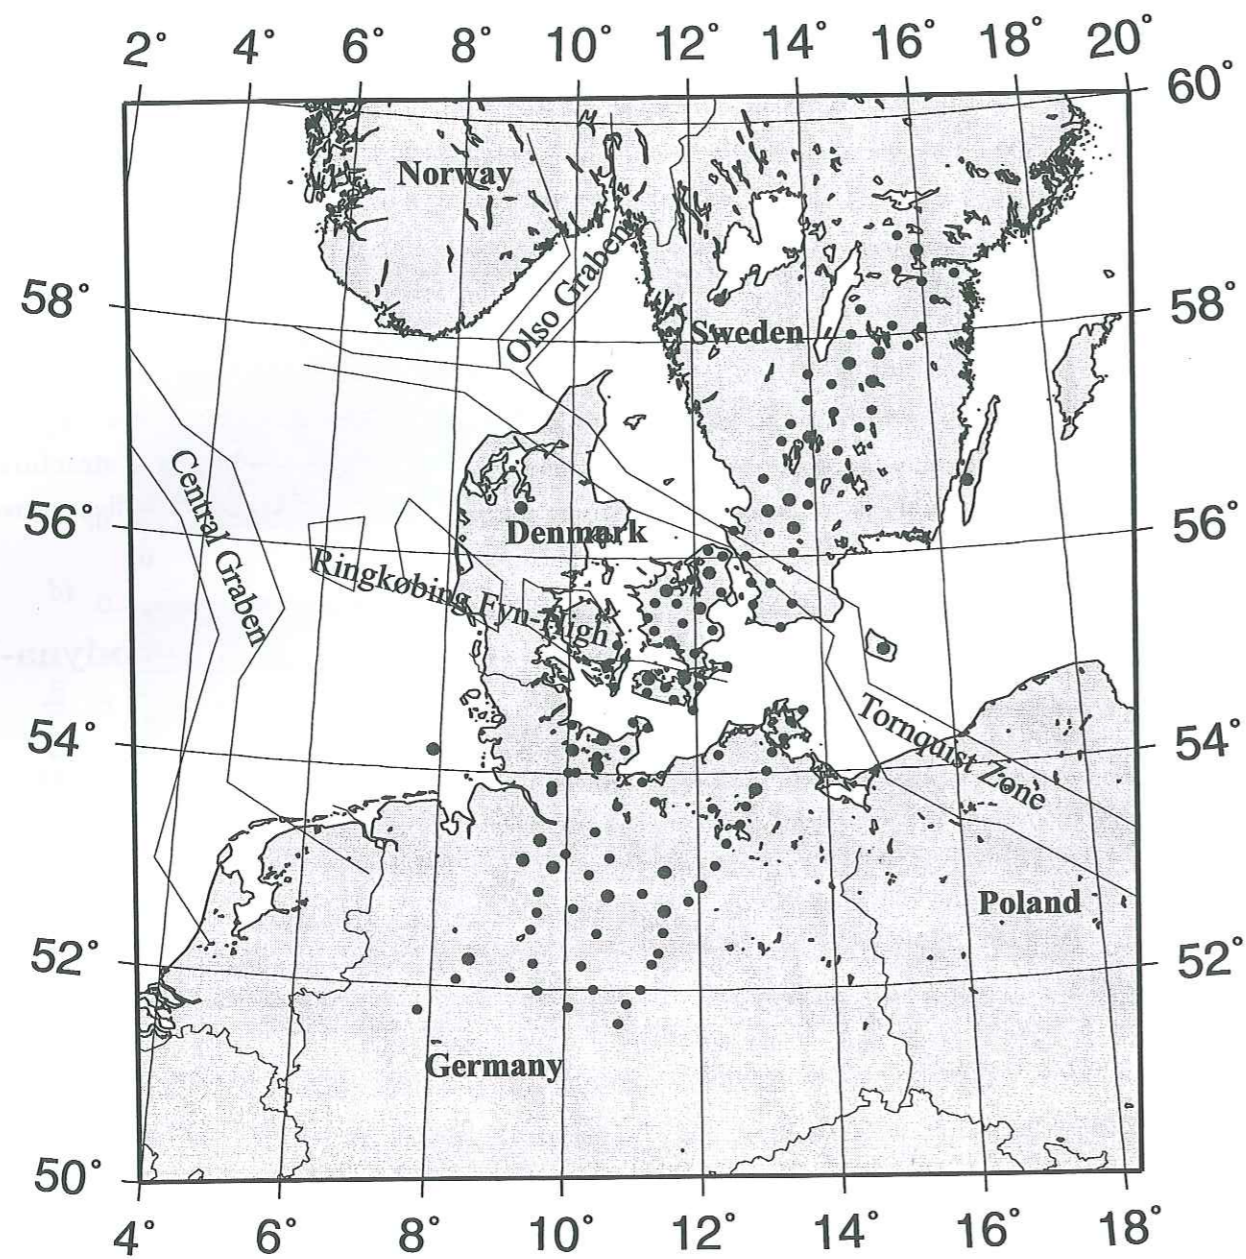 2° 4° 6° 8° 10° 12° 14° 16° 18° 20°
60°
Norway
Olso Graben
58°
58°
Sweden
Central Graben
56°
56°
Denmark
Ringkøbing Fyn-High
54°
54°
Tornquist Zone
Poland
52°
52°
Germany
50°
4° 6° 8° 10° 12° 14° 16° 18°